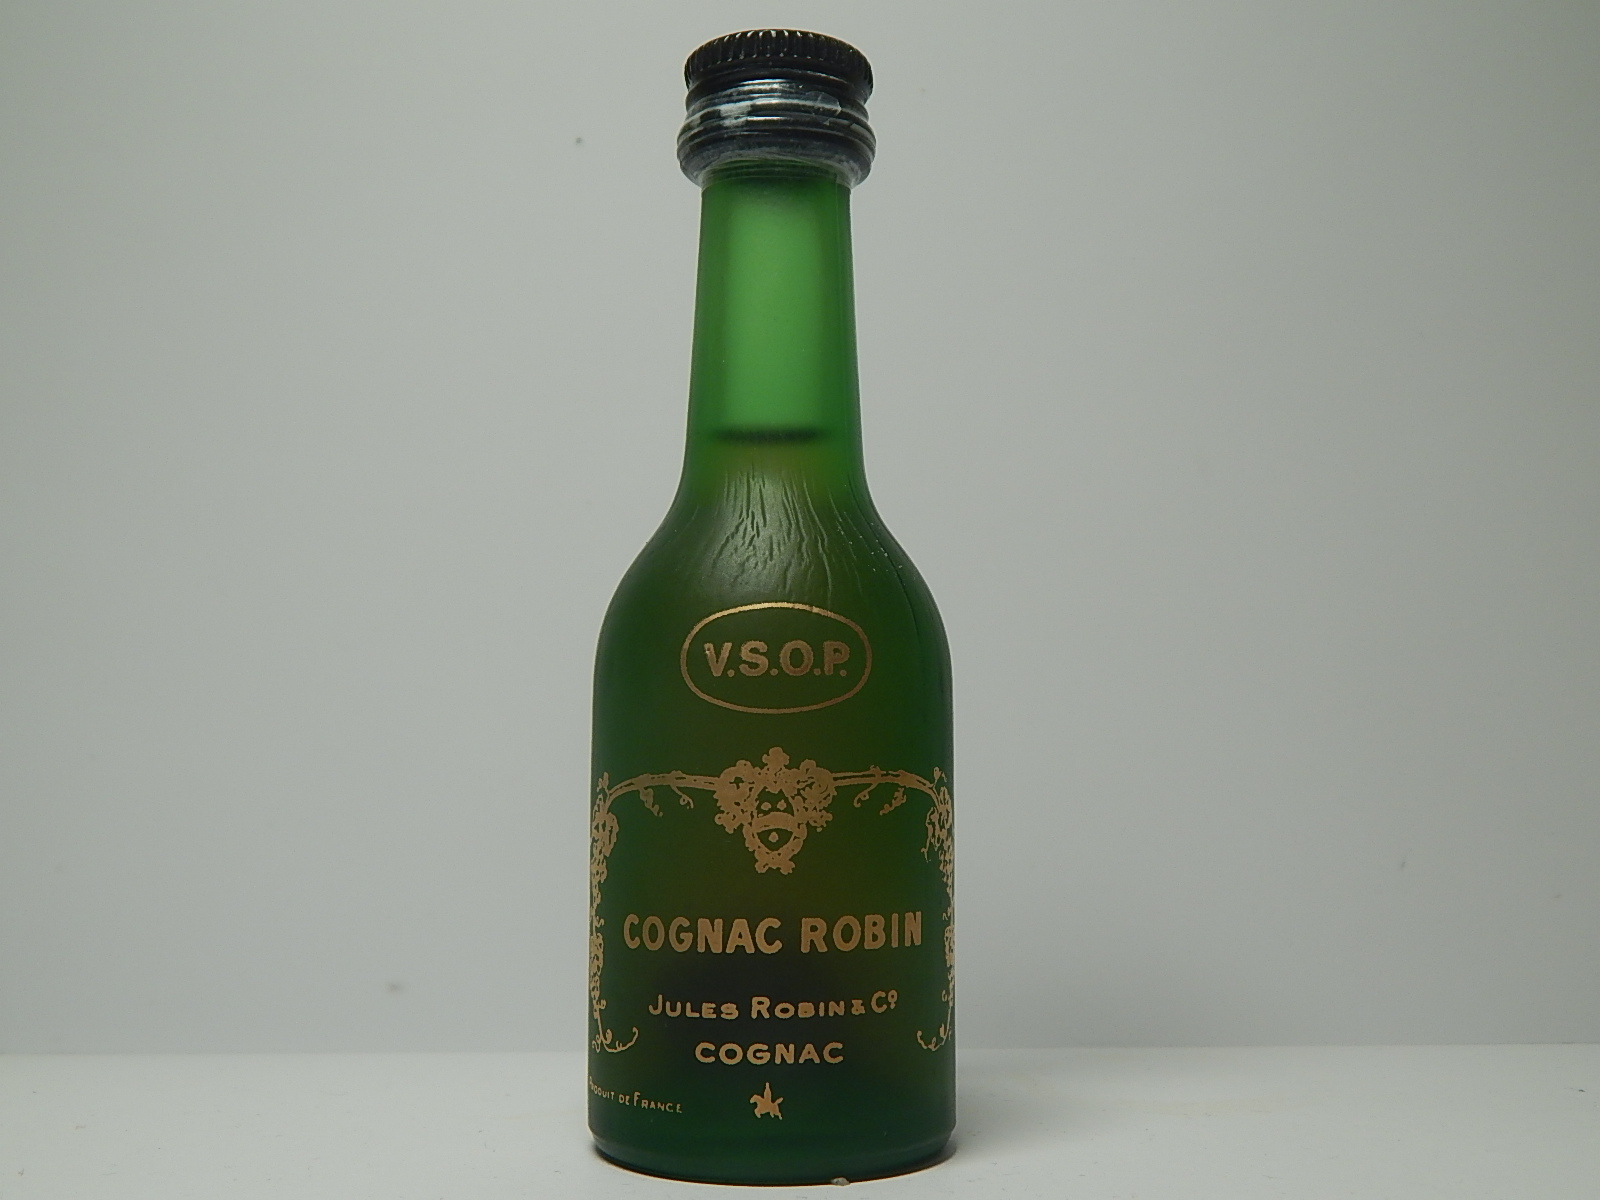 V.S.O.P.
COGNAC ROBIN
JULES ROBIN & Cº
COGNAC
PRODUIT DE FRANCE